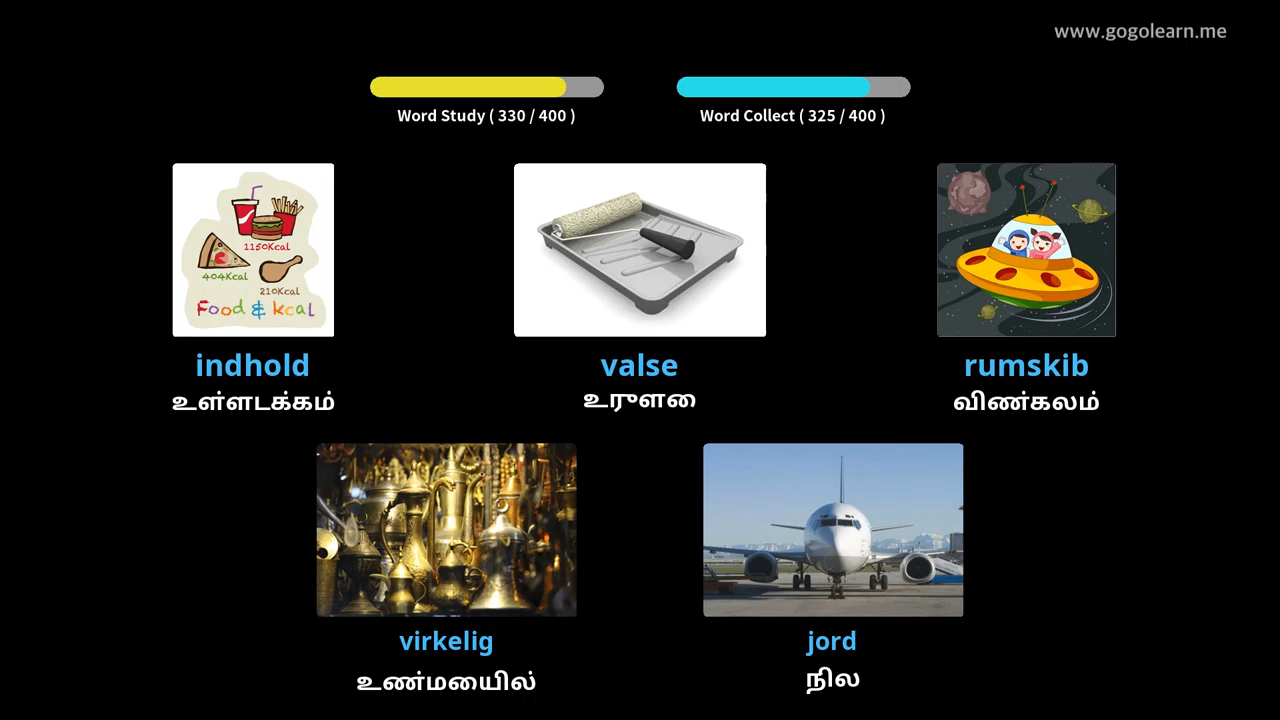 www.gogolearn.me
Word Study ( 330 / 400 )
Word Collect ( 325 / 400 )
1150Kcal
404Kcal
210Kcal
Food & kcal
indhold
valse
rumskib
உள்ளடக்கம்
உருளை
விண்கலம்
virkelig
jord
உண்மையில்
நில